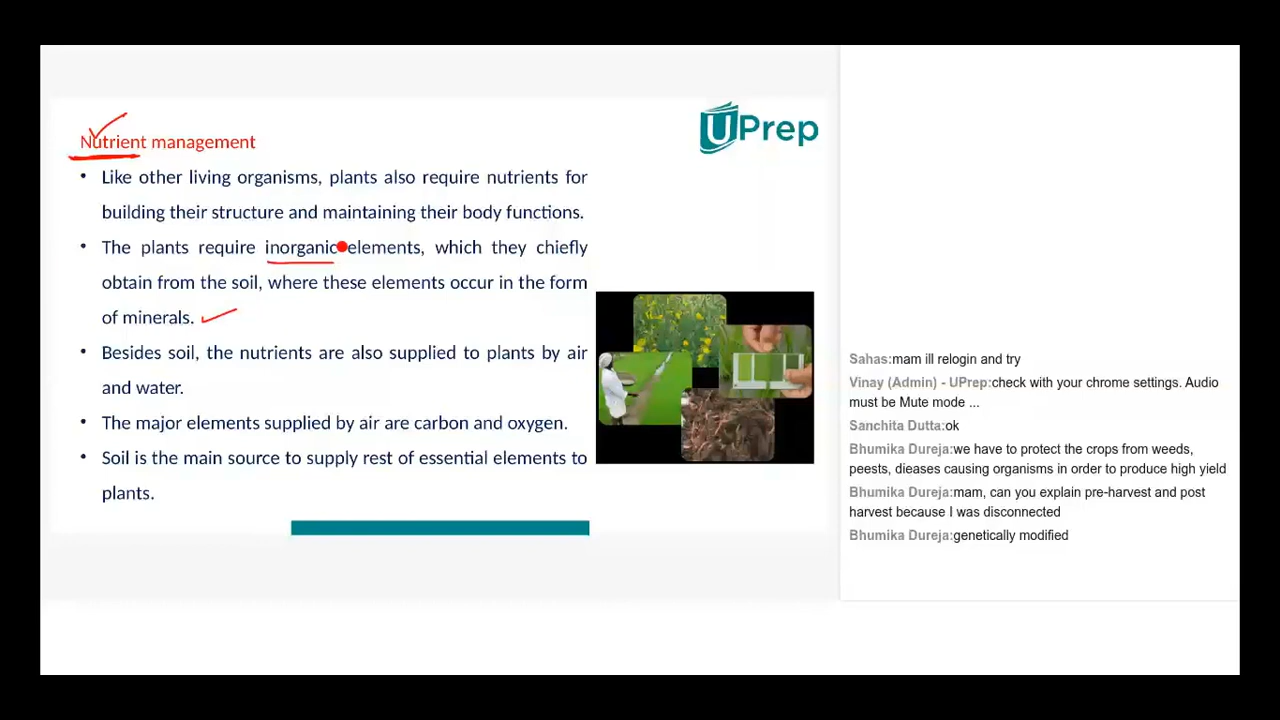 UPrep
Nutrient management
• Like other living organisms, plants also require nutrients for
building their structure and maintaining their body functions.
• The plants require inorganic elements, which they chiefly
obtain from the soil, where these elements occur in the form
of minerals.
• Besides soil, the nutrients are also supplied to plants by air
and water.
• The major elements supplied by air are carbon and oxygen.
• Soil is the main source to supply rest of essential elements to
plants.
Sahas:mam ill relogin and try
Vinay (Admin) - UPrep:check with your chrome settings. Audio
must be Mute mode ...
Sanchita Dutta:ok
Bhumika Dureja:we have to protect the crops from weeds,
peests, dieases causing organisms in order to produce high yield
Bhumika Dureja:mam, can you explain pre-harvest and post
harvest because I was disconnected
Bhumika Dureja:genetically modified